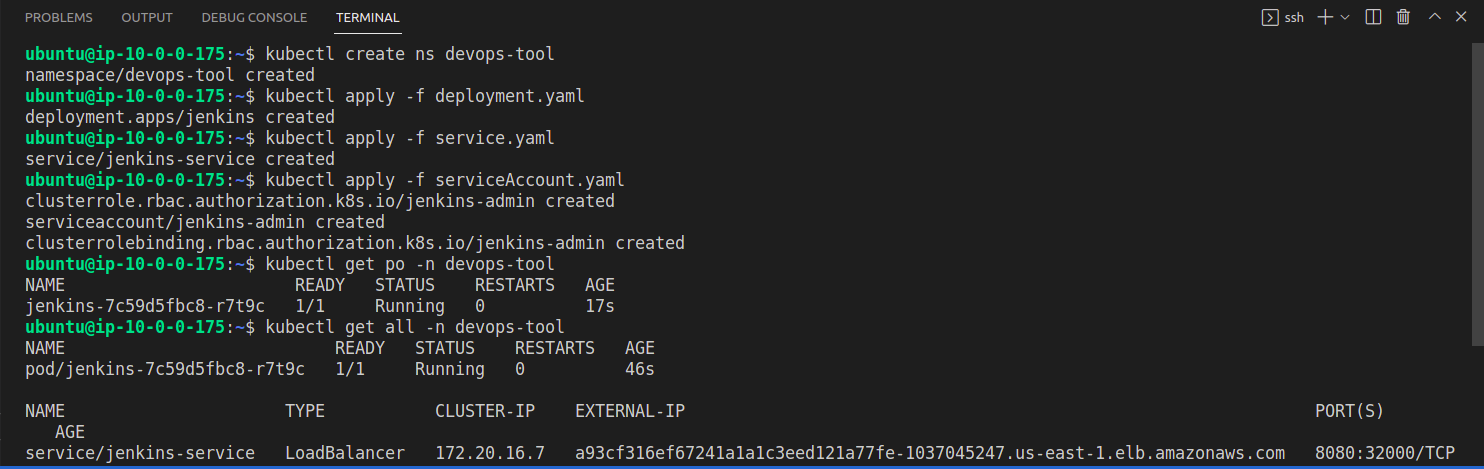 PROBLEMS OUTPUT DEBUG CONSOLE TERMINAL ssh
ubuntu@ip-10-0-0-175:~$ kubectl create ns devops-tool
namespace/devops-tool created
ubuntu@ip-10-0-0-175:~$ kubectl apply -f deployment.yaml
deployment.apps/jenkins created
ubuntu@ip-10-0-0-175:~$ kubectl apply -f service.yaml
service/jenkins-service created
ubuntu@ip-10-0-0-175:~$ kubectl apply -f serviceAccount.yaml
clusterrole.rbac.authorization.k8s.io/jenkins-admin created
serviceaccount/jenkins-admin created
clusterrolebinding.rbac.authorization.k8s.io/jenkins-admin created
ubuntu@ip-10-0-0-175:~$ kubectl get po -n devops-tool
NAME                       READY   STATUS    RESTARTS   AGE
jenkins-7c59d5fbc8-r7t9c   1/1     Running   0          17s
ubuntu@ip-10-0-0-175:~$ kubectl get all -n devops-tool
NAME                           READY   STATUS    RESTARTS   AGE
pod/jenkins-7c59d5fbc8-r7t9c   1/1     Running   0          46s
NAME                      TYPE           CLUSTER-IP    EXTERNAL-IP                                                               PORT(S)
   AGE
service/jenkins-service   LoadBalancer   172.20.16.7   a93cf316ef67241a1a1c3eed121a77fe-1037045247.us-east-1.elb.amazonaws.com   8080:32000/TCP